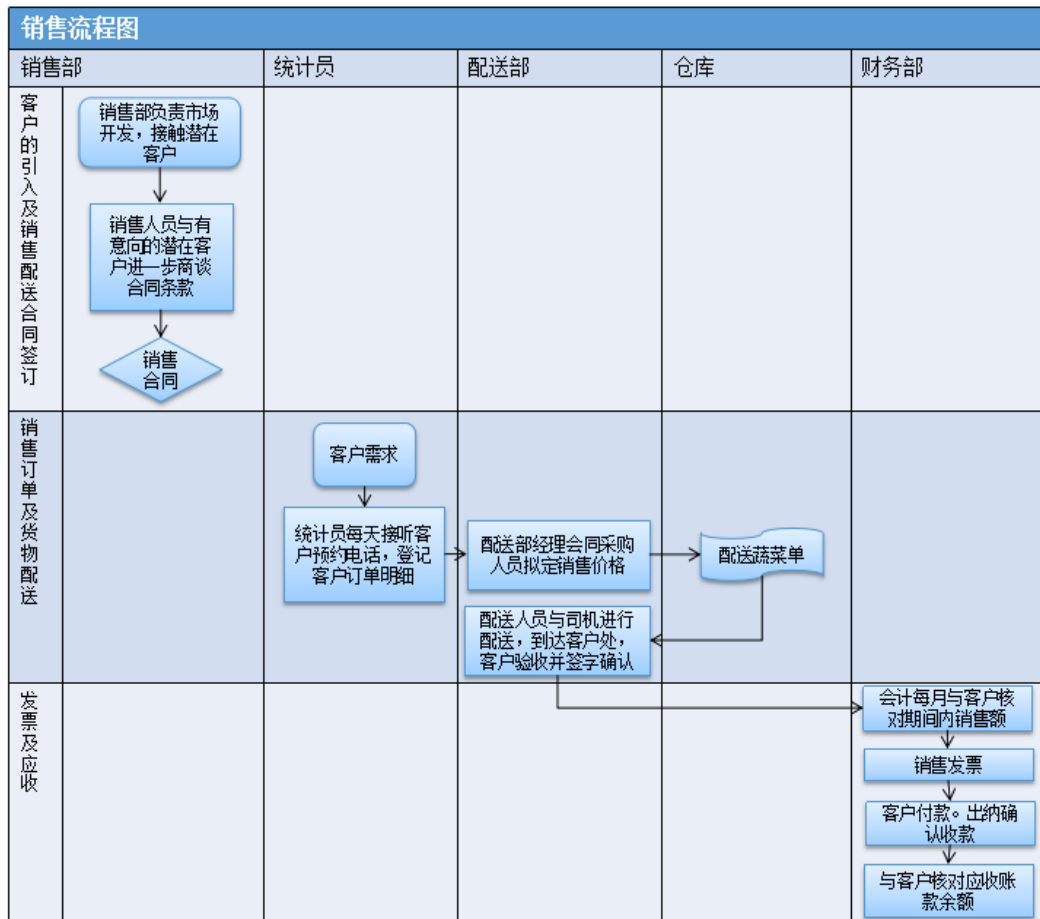 销售流程图
销售部
统计员
配送部
仓库
财务部
客户的引入及销售配送合同签订
销售部负责市场
开发，接触潜在
客户
销售人员与有
意向的潜在客
户进一步商谈
合同条款
销售
合同
销售订单及货物配送
客户需求
统计员每天接听客
户预约电话，登记
客户订单明细
配送部经理会同采购
人员拟定销售价格
配送蔬菜单
配送人员与司机进行
配送，到达客户处，
客户验收并签字确认
发票及应收
会计每月与客户核
对期间内销售额
销售发票
客户付款。出纳确
认收款
与客户核对应收账
款余额